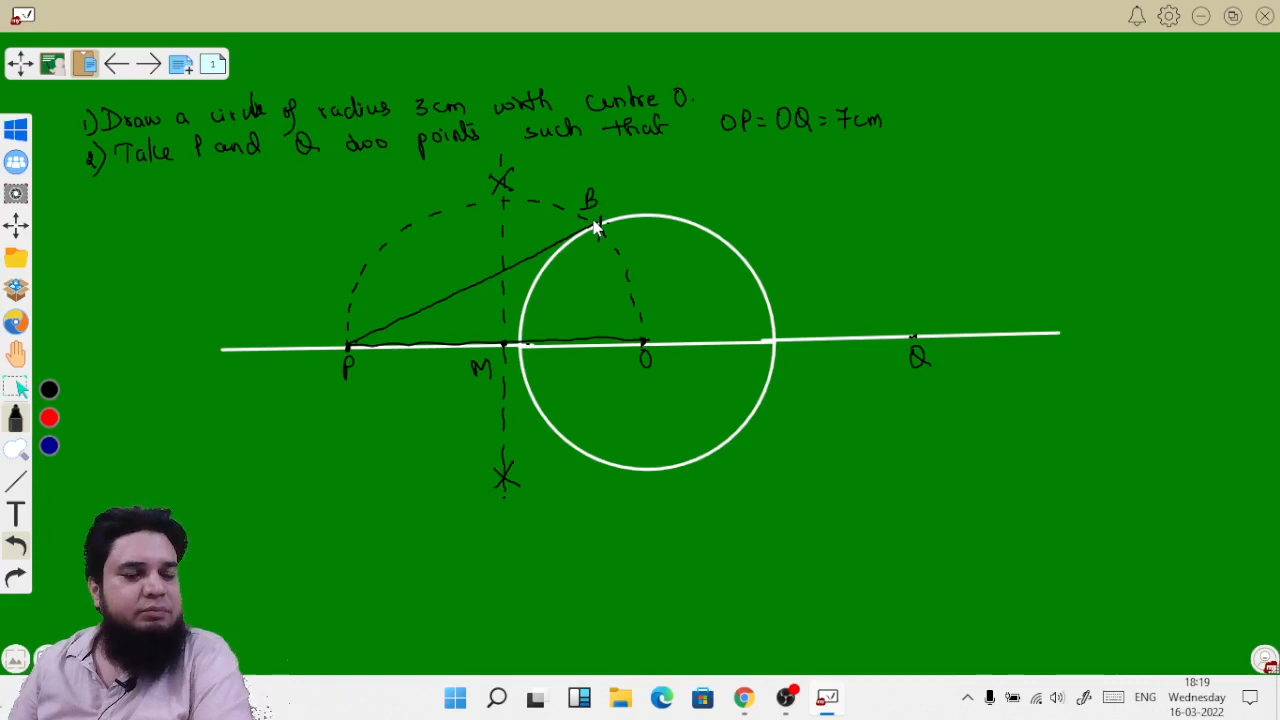 1
1) Draw a circle of radius 3cm with centre O.
2) Take P and Q two points such that OP = OQ = 7cm
B
P
M
O
Q
T
18:19
ENG
Wednesday
16-03-2022